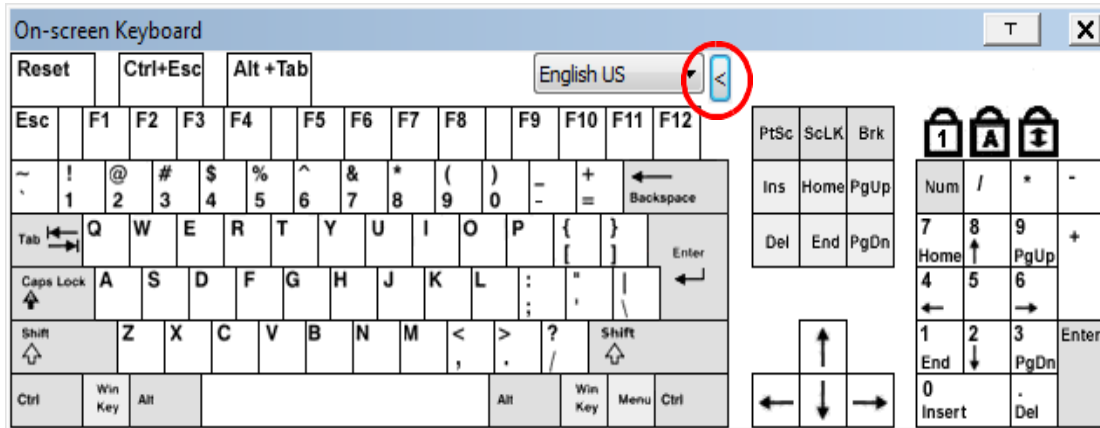 On-screen Keyboard T X
Reset Ctrl+Esc Alt +Tab English US <
Esc F1 F2 F3 F4 F5 F6 F7 F8 F9 F10 F11 F12 PtSc ScLK Brk 1 A
~ ! @ # $ % ^ & * ( ) _ + Backspace
` 1 2 3 4 5 6 7 8 9 0 - = Ins Home PgUp Num / * -
Tab Q W E R T Y U I O P { } Enter Del End PgDn 7 8 9 +
[ ] Home PgUp
Caps Lock A S D F G H J K L : " | 4 5 6
; ' \
Shift Z X C V B N M < > ? Shift 1 2 3 Enter
, . / End PgDn
Ctrl Win Key Alt Alt Win Key Menu Ctrl 0 .
Insert Del